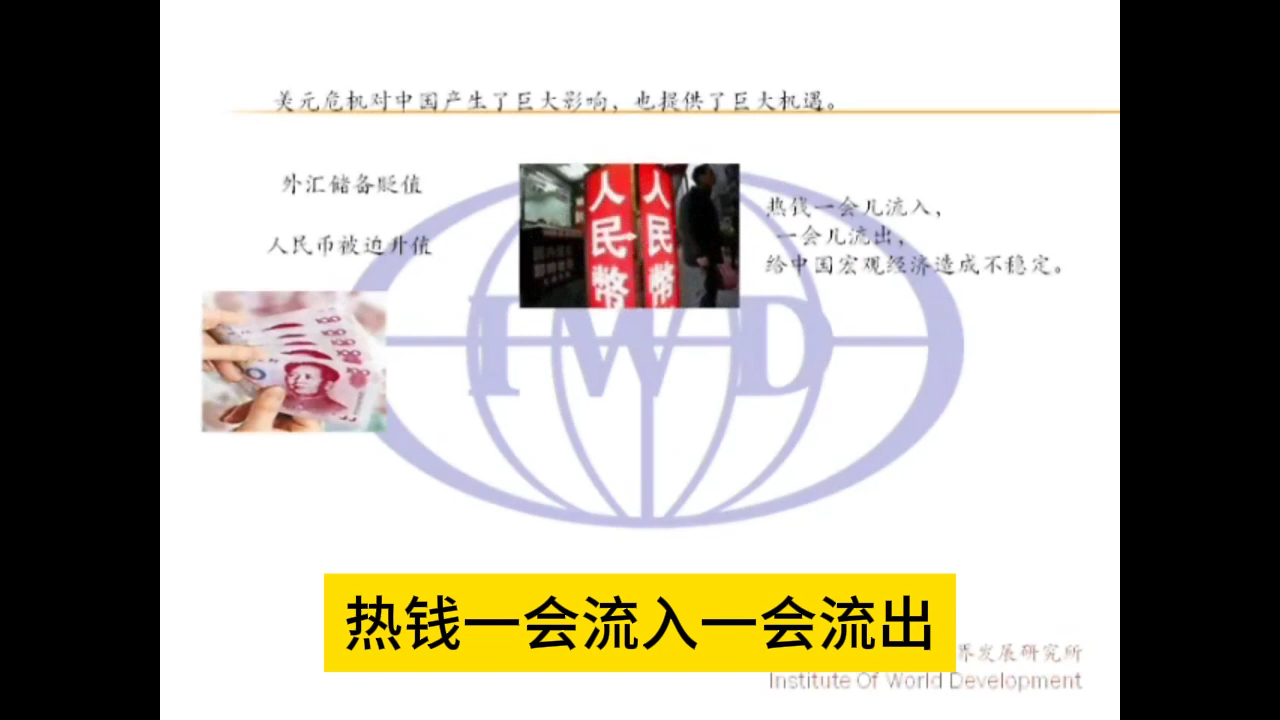 美元危机对中国产生了巨大影响，也提供了巨大机遇。
外汇储备贬值
人民币被迫升值
人民幣
人民幣
热钱一会儿流入，
一会儿流出，
给中国宏观经济造成不稳定。
IWD
热钱一会流入一会流出
界发展研究所
Institute Of World Development